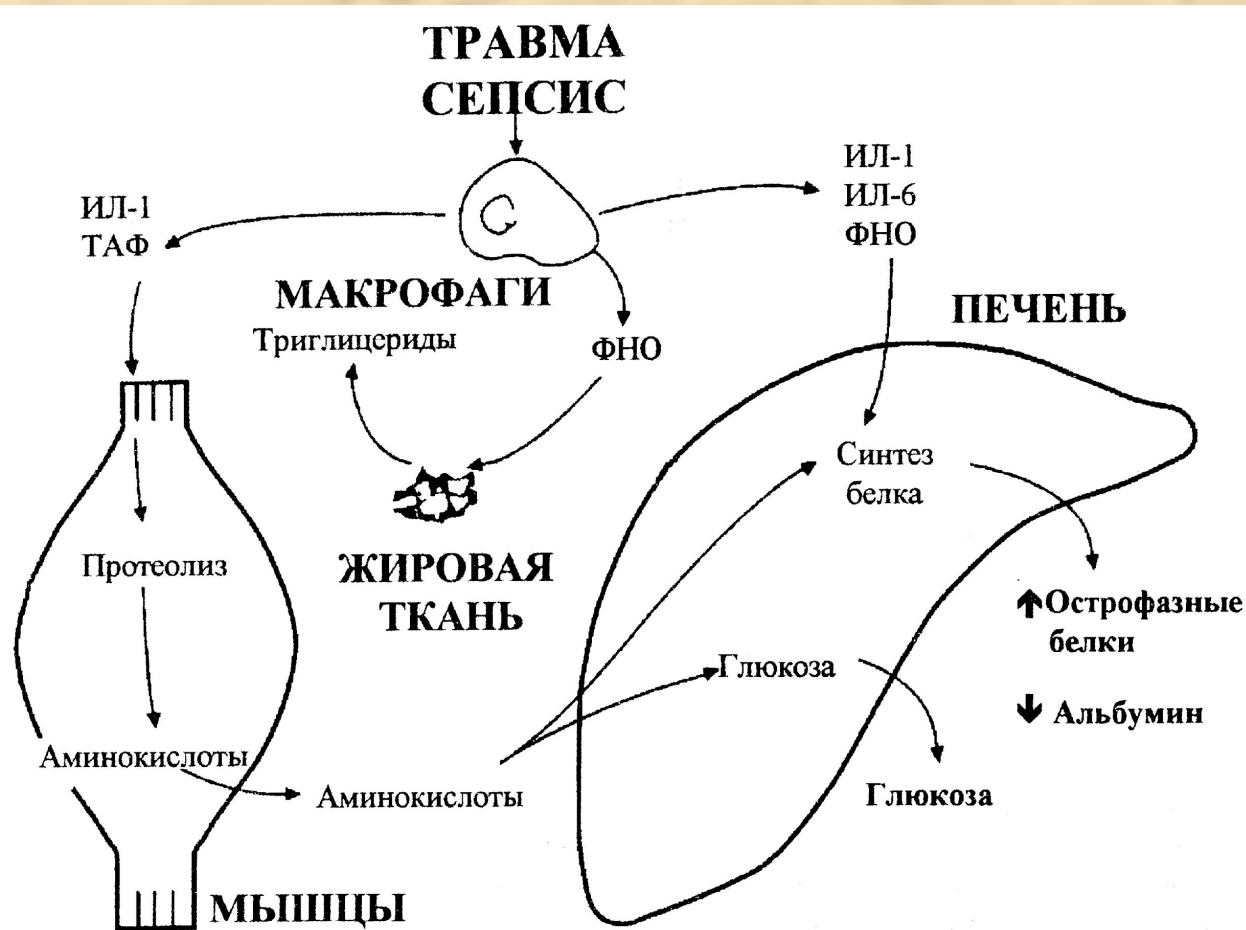 ТРАВМА
СЕПСИС
ИЛ-1
ТАФ
ИЛ-1
ИЛ-6
ФНО
МАКРОФАГИ
Триглицериды
ФНО
ПЕЧЕНЬ
Синтез
белка
Протеолиз
ЖИРОВАЯ
ТКАНЬ
Острофазные
белки
Глюкоза
Альбумин
Аминокислоты
Аминокислоты
Глюкоза
МЫШЦЫ